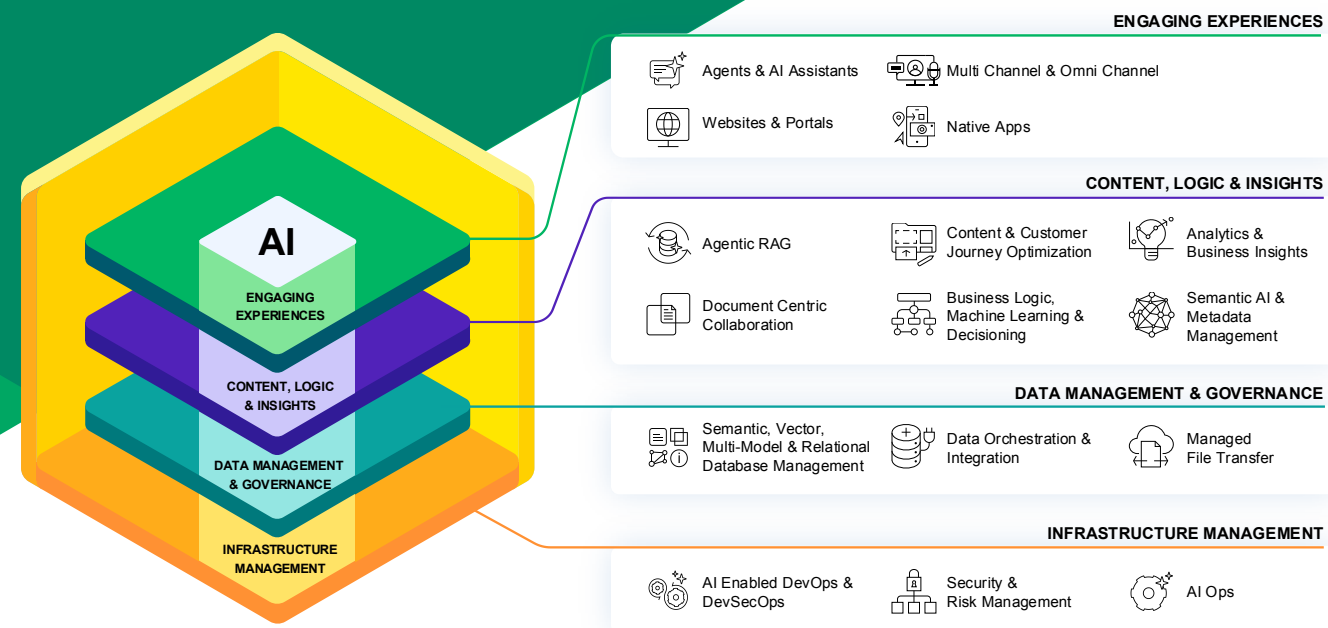 AI
ENGAGING
EXPERIENCES
CONTENT, LOGIC
& INSIGHTS
DATA MANAGEMENT
& GOVERNANCE
INFRASTRUCTURE
MANAGEMENT
ENGAGING EXPERIENCES
Agents & AI Assistants
Multi Channel & Omni Channel
Websites & Portals
Native Apps
CONTENT, LOGIC & INSIGHTS
Agentic RAG
Content & Customer
Journey Optimization
Analytics &
Business Insights
Document Centric
Collaboration
Business Logic,
Machine Learning &
Decisioning
Semantic AI &
Metadata
Management
DATA MANAGEMENT & GOVERNANCE
Semantic, Vector,
Multi-Model & Relational
Database Management
Data Orchestration &
Integration
Managed
File Transfer
INFRASTRUCTURE MANAGEMENT
AI Enabled DevOps &
DevSecOps
Security &
Risk Management
AI Ops